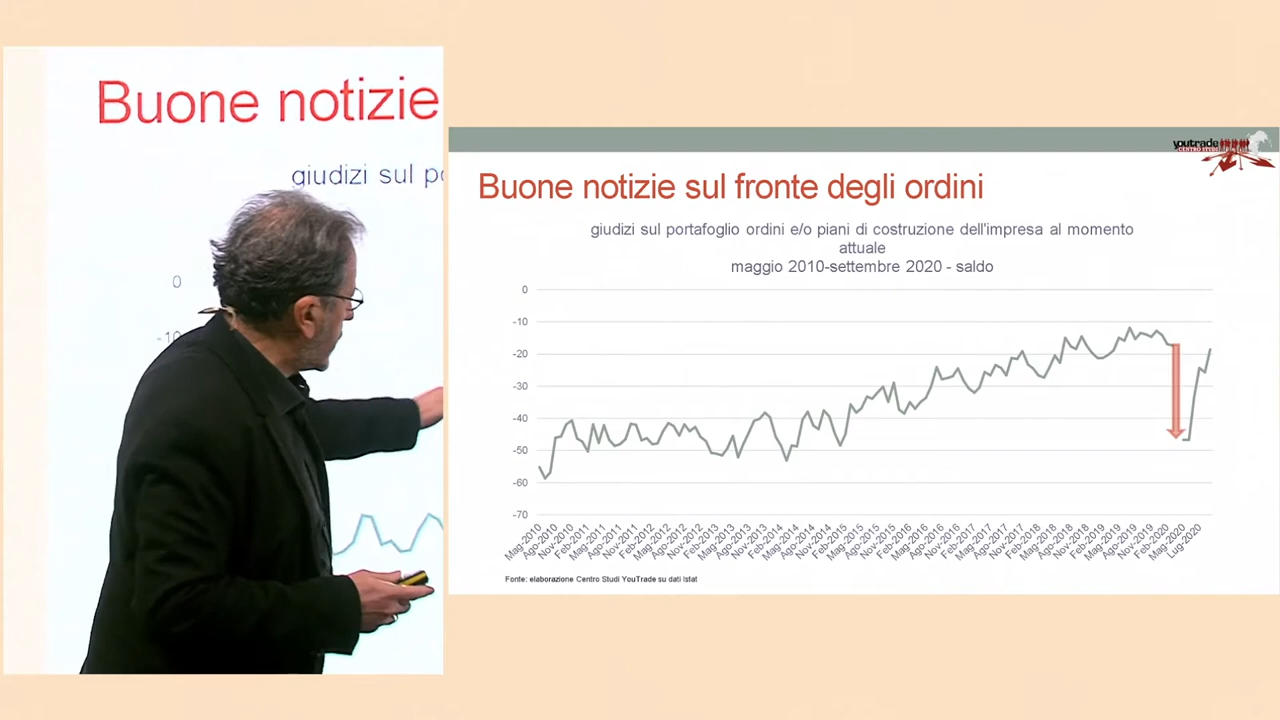 Buone notizie
giudizi sul po
0
-10
youtrade
CENTRO STUDI
Buone notizie sul fronte degli ordini
giudizi sul portafoglio ordini e/o piani di costruzione dell'impresa al momento
attuale
maggio 2010-settembre 2020 - saldo
0
-10
-20
-30
-40
-50
-60
-70
Mag-2010
Ago-2010
Nov-2010
Feb-2011
Mag-2011
Ago-2011
Nov-2011
Feb-2012
Mag-2012
Ago-2012
Nov-2012
Feb-2013
Mag-2013
Ago-2013
Nov-2013
Feb-2014
Mag-2014
Ago-2014
Nov-2014
Feb-2015
Mag-2015
Ago-2015
Nov-2015
Feb-2016
Mag-2016
Ago-2016
Nov-2016
Feb-2017
Mag-2017
Ago-2017
Nov-2017
Feb-2018
Mag-2018
Ago-2018
Nov-2018
Feb-2019
Mag-2019
Ago-2019
Nov-2019
Feb-2020
Mag-2020
Lug-2020
Fonte: elaborazione Centro Studi YouTrade su dati Istat